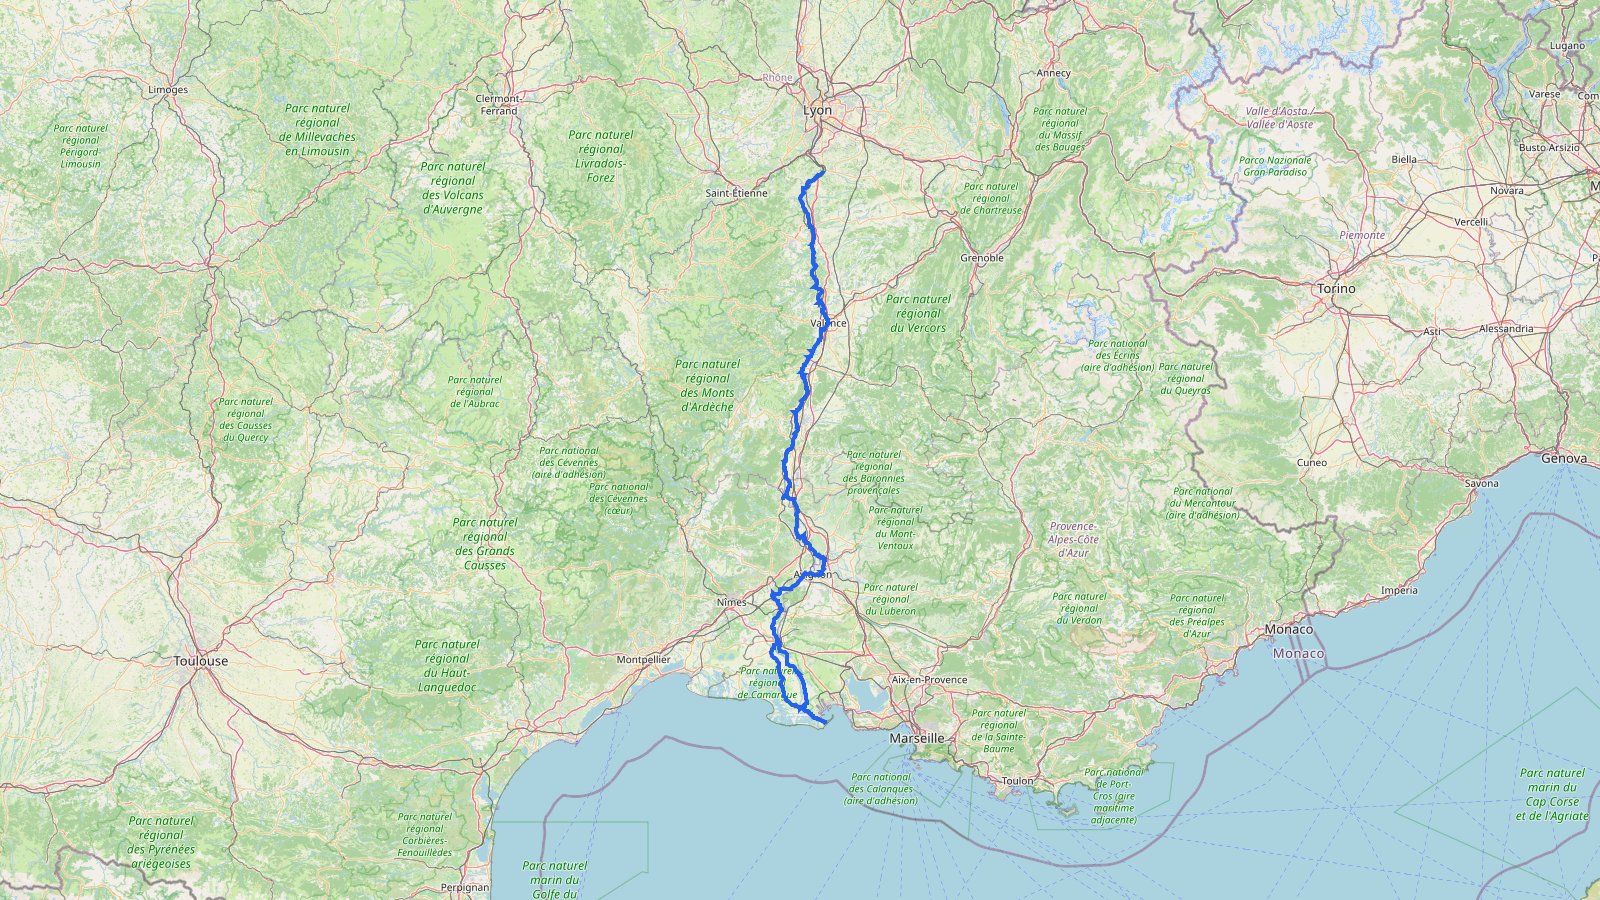 Lugano
Annecy
Rhône
Limoges
Clermont-
Ferrand
Varese
Com
Lyon
Parc naturel
régional
de Millevaches
en Limousin
Parc naturel
régional
du Massif
des Bauges
Valle d'Aosta /
Vallée d'Aoste
Parc naturel
régional
Périgord-
Limousin
Parc naturel
régional
Livradois-
Forez
Busto Arsizio
Biella
Parco Nazionale
Gran Paradiso
Parc naturel
régional
des Volcans
d'Auvergne
Saint-Étienne
Parc naturel
régional
de Chartreuse
Novara
M
Vercelli
Piemonte
Grenoble
Torino
Parc naturel
régional
du Vercors
Valence
Asti
Alessandria
Parc national
des Écrins
(aire d'adhésion)
Parc naturel
régional
du Queyras
Parc naturel
régional
des Monts
d'Ardèche
Parc naturel
régional
de l'Aubrac
Parc naturel
régional
des Causses
du Quercy
Parc national
des Cévennes
(aire d'adhésion)
Parc naturel
régional
des Baronnies
provençales
Cuneo
Genova
Savona
Parc national
des Cévennes
(cœur)
Parc national
du Mercantour
(aire d'adhésion)
Parc naturel
régional
des Grands
Causses
Parc naturel
régional
du Mont-
Ventoux
Provence-
Alpes-Côte
d'Azur
Avignon
Imperia
Nîmes
Parc naturel
régional
du Luberon
Parc naturel
régional
du Verdon
Parc naturel
régional
des Préalpes
d'Azur
Monaco
Monaco
Toulouse
Montpellier
Parc naturel
régional
du Haut-
Languedoc
Parc naturel
régional
de Camargue
Aix-en-Provence
Marseille
Parc naturel
régional
de la Sainte-
Baume
Parc national
des Calanques
(aire d'adhésion)
Toulon
Parc national
de Port-
Cros (aire
maritime
adjacente)
Parc naturel
marin du
Cap Corse
et de l'Agriate
Parc naturel
régional
des Pyrénées
ariégeoises
Parc naturel
régional
Corbières-
Fenouillèdes
Perpignan
Parc naturel
marin du
Golfe du